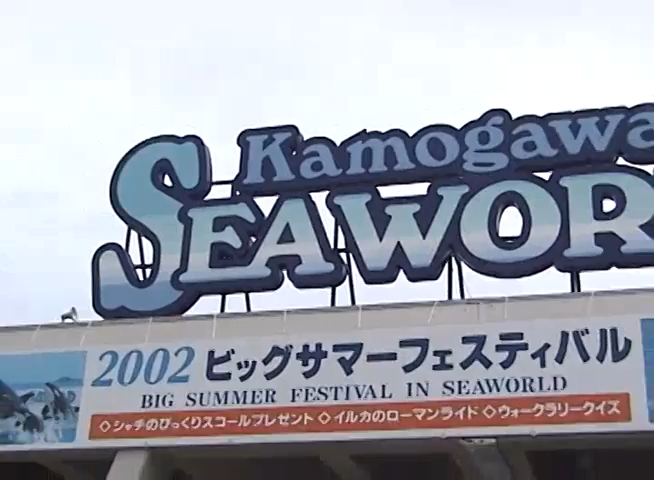 Kamogawa
SEAWOR
2002 ビッグサマーフェスティバル
BIG SUMMER FESTIVAL IN SEAWORLD
◇シャチのびっくりスコールプレゼント ◇イルカのローマンライド ◇ウォークラリークイズ